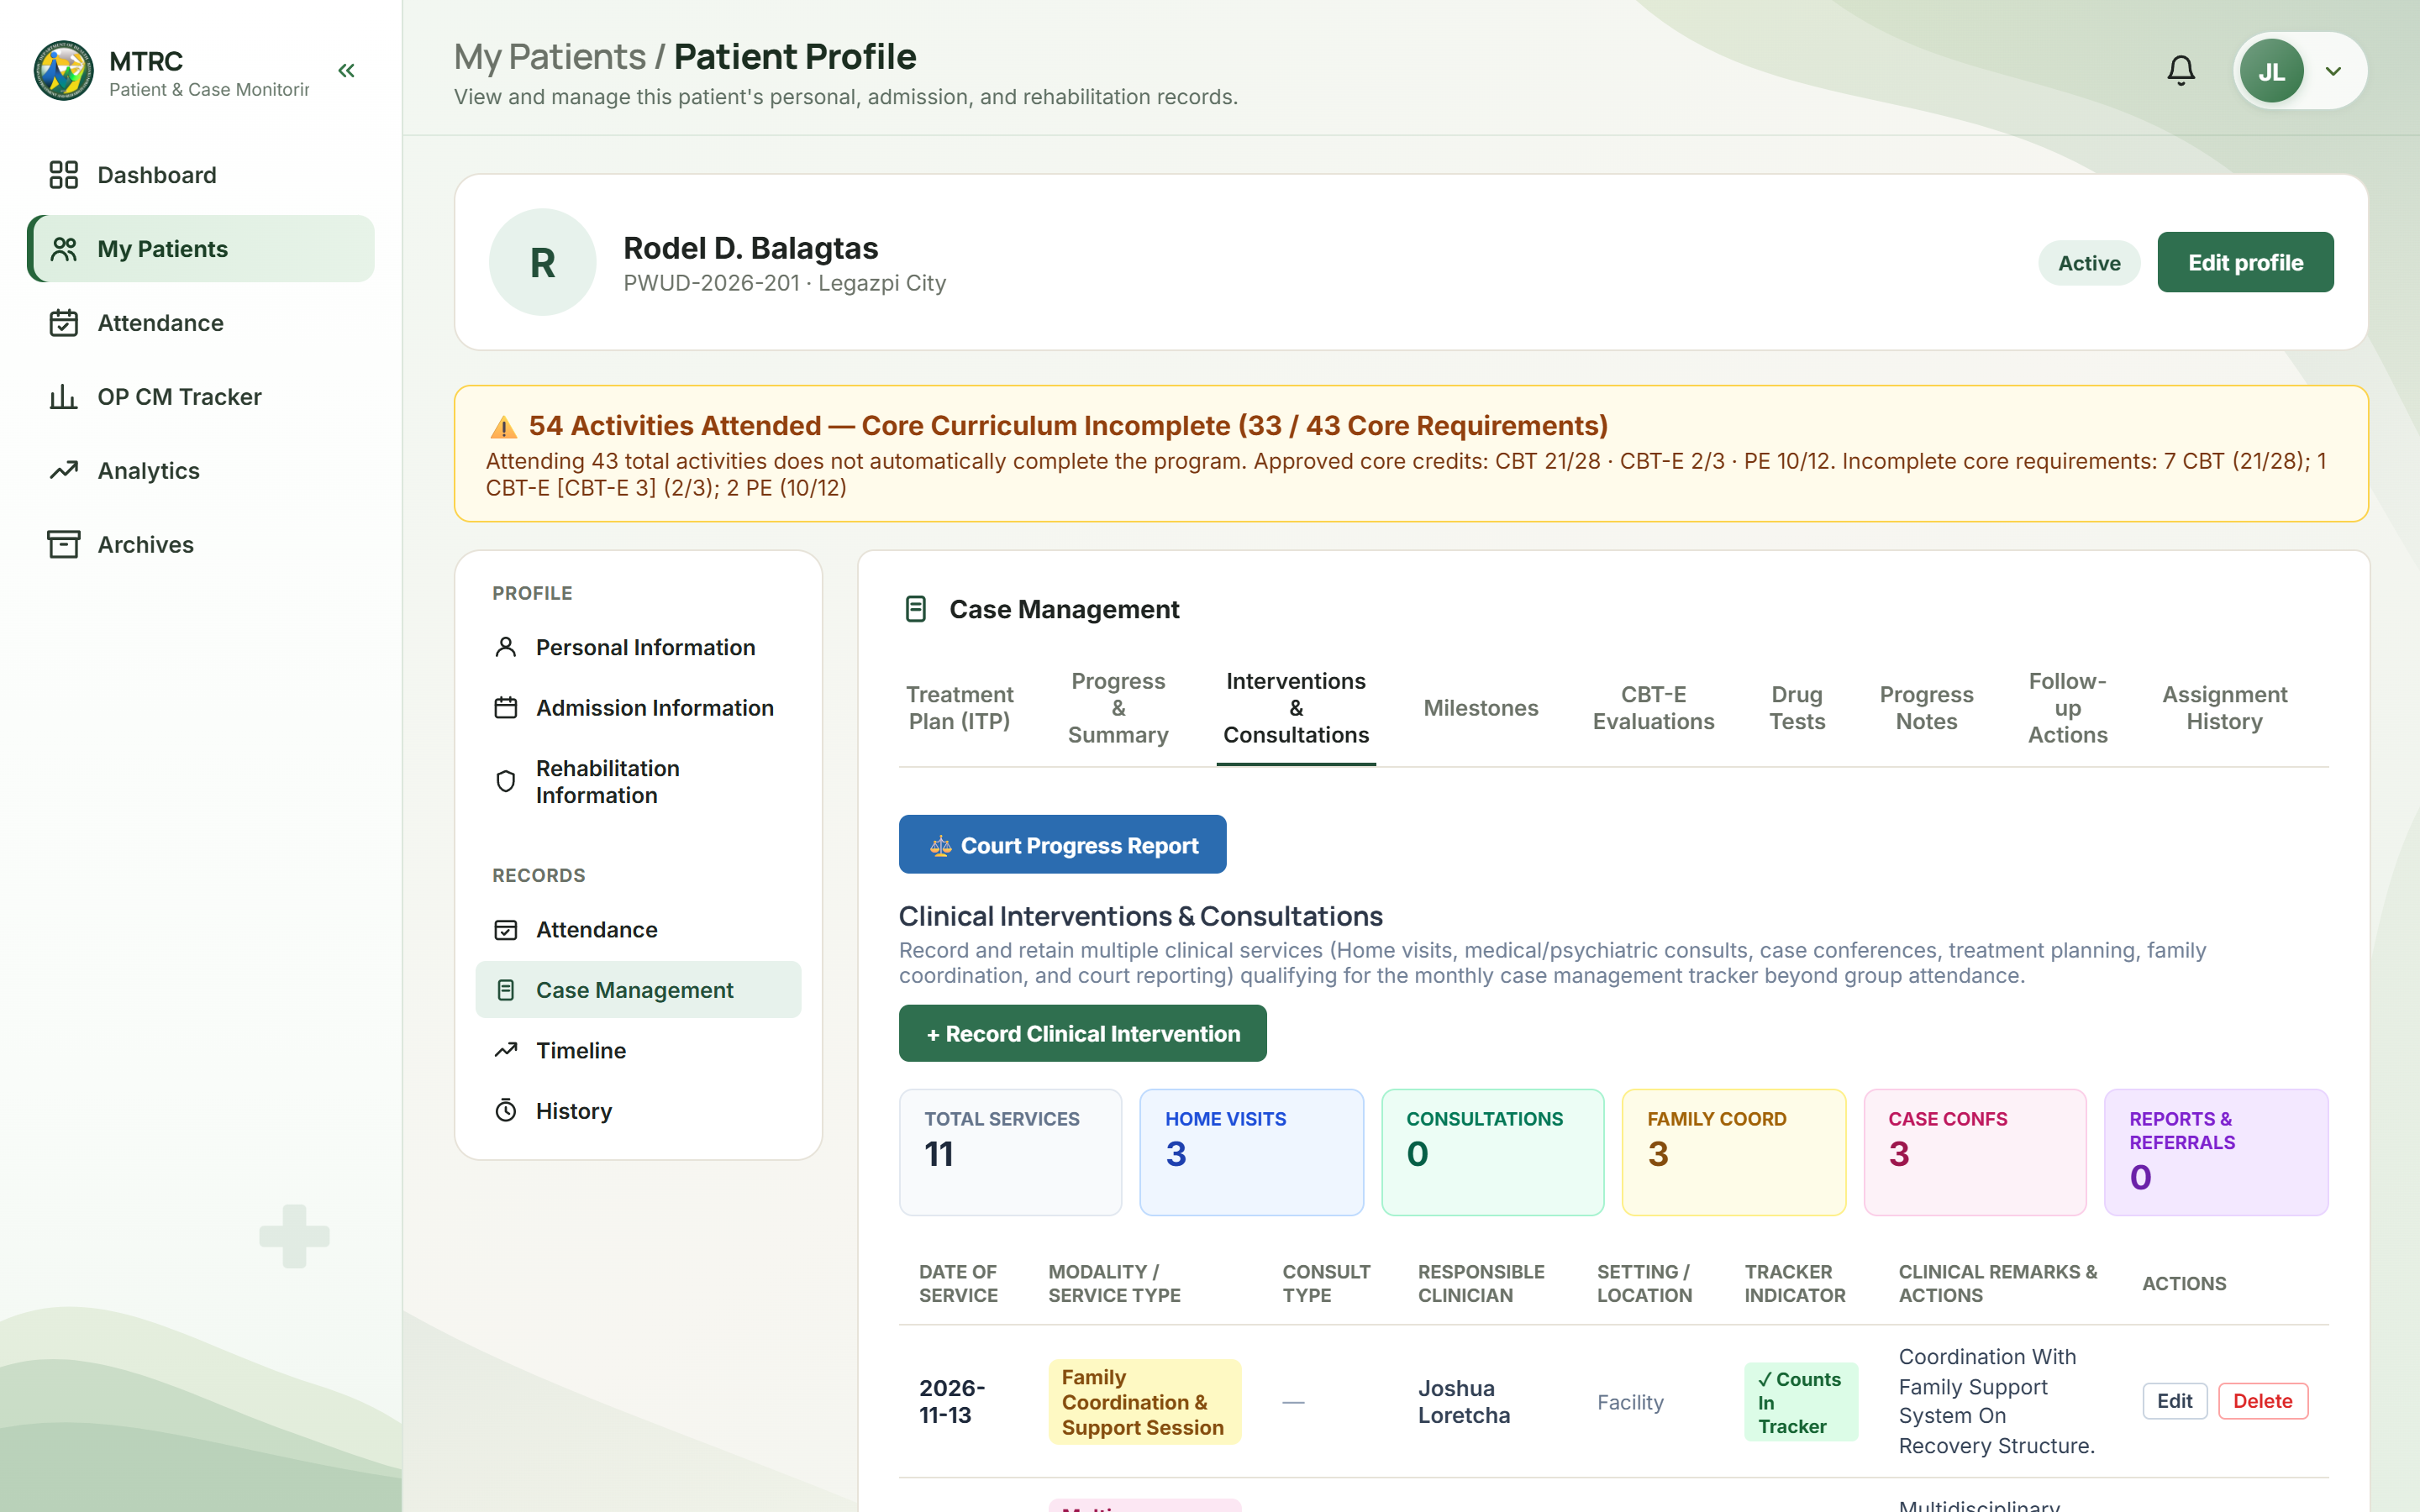 MTRC
Patient & Case Monitorin
Dashboard
My Patients
Attendance
OP CM Tracker
Analytics
Archives
My Patients / Patient Profile
View and manage this patient's personal, admission, and rehabilitation records.
JL
R
Rodel D. Balagtas
PWUD-2026-201 · Legazpi City
Active
Edit profile
⚠️ 54 Activities Attended — Core Curriculum Incomplete (33 / 43 Core Requirements)
Attending 43 total activities does not automatically complete the program. Approved core credits: CBT 21/28 · CBT-E 2/3 · PE 10/12. Incomplete core requirements: 7 CBT (21/28); 1
CBT-E [CBT-E 3] (2/3); 2 PE (10/12)
PROFILE
Personal Information
Admission Information
Rehabilitation
Information
RECORDS
Attendance
Case Management
Timeline
History
Case Management
Treatment
Plan (ITP)
Progress
&
Summary
Interventions
&
Consultations
Milestones
CBT-E
Evaluations
Drug
Tests
Progress
Notes
Follow-
up
Actions
Assignment
History
⚖️ Court Progress Report
Clinical Interventions & Consultations
Record and retain multiple clinical services (Home visits, medical/psychiatric consults, case conferences, treatment planning, family
coordination, and court reporting) qualifying for the monthly case management tracker beyond group attendance.
+ Record Clinical Intervention
TOTAL SERVICES
11
HOME VISITS
3
CONSULTATIONS
0
FAMILY COORD
3
CASE CONFS
3
REPORTS &
REFERRALS
0
DATE OF
SERVICE
MODALITY /
SERVICE TYPE
CONSULT
TYPE
RESPONSIBLE
CLINICIAN
SETTING /
LOCATION
TRACKER
INDICATOR
CLINICAL REMARKS &
ACTIONS
ACTIONS
2026-
11-13
Family
Coordination &
Support Session
—
Joshua
Loretcha
Facility
✓ Counts
In
Tracker
Coordination With
Family Support
System On
Recovery Structure.
Edit
Delete
Multidisciplinary